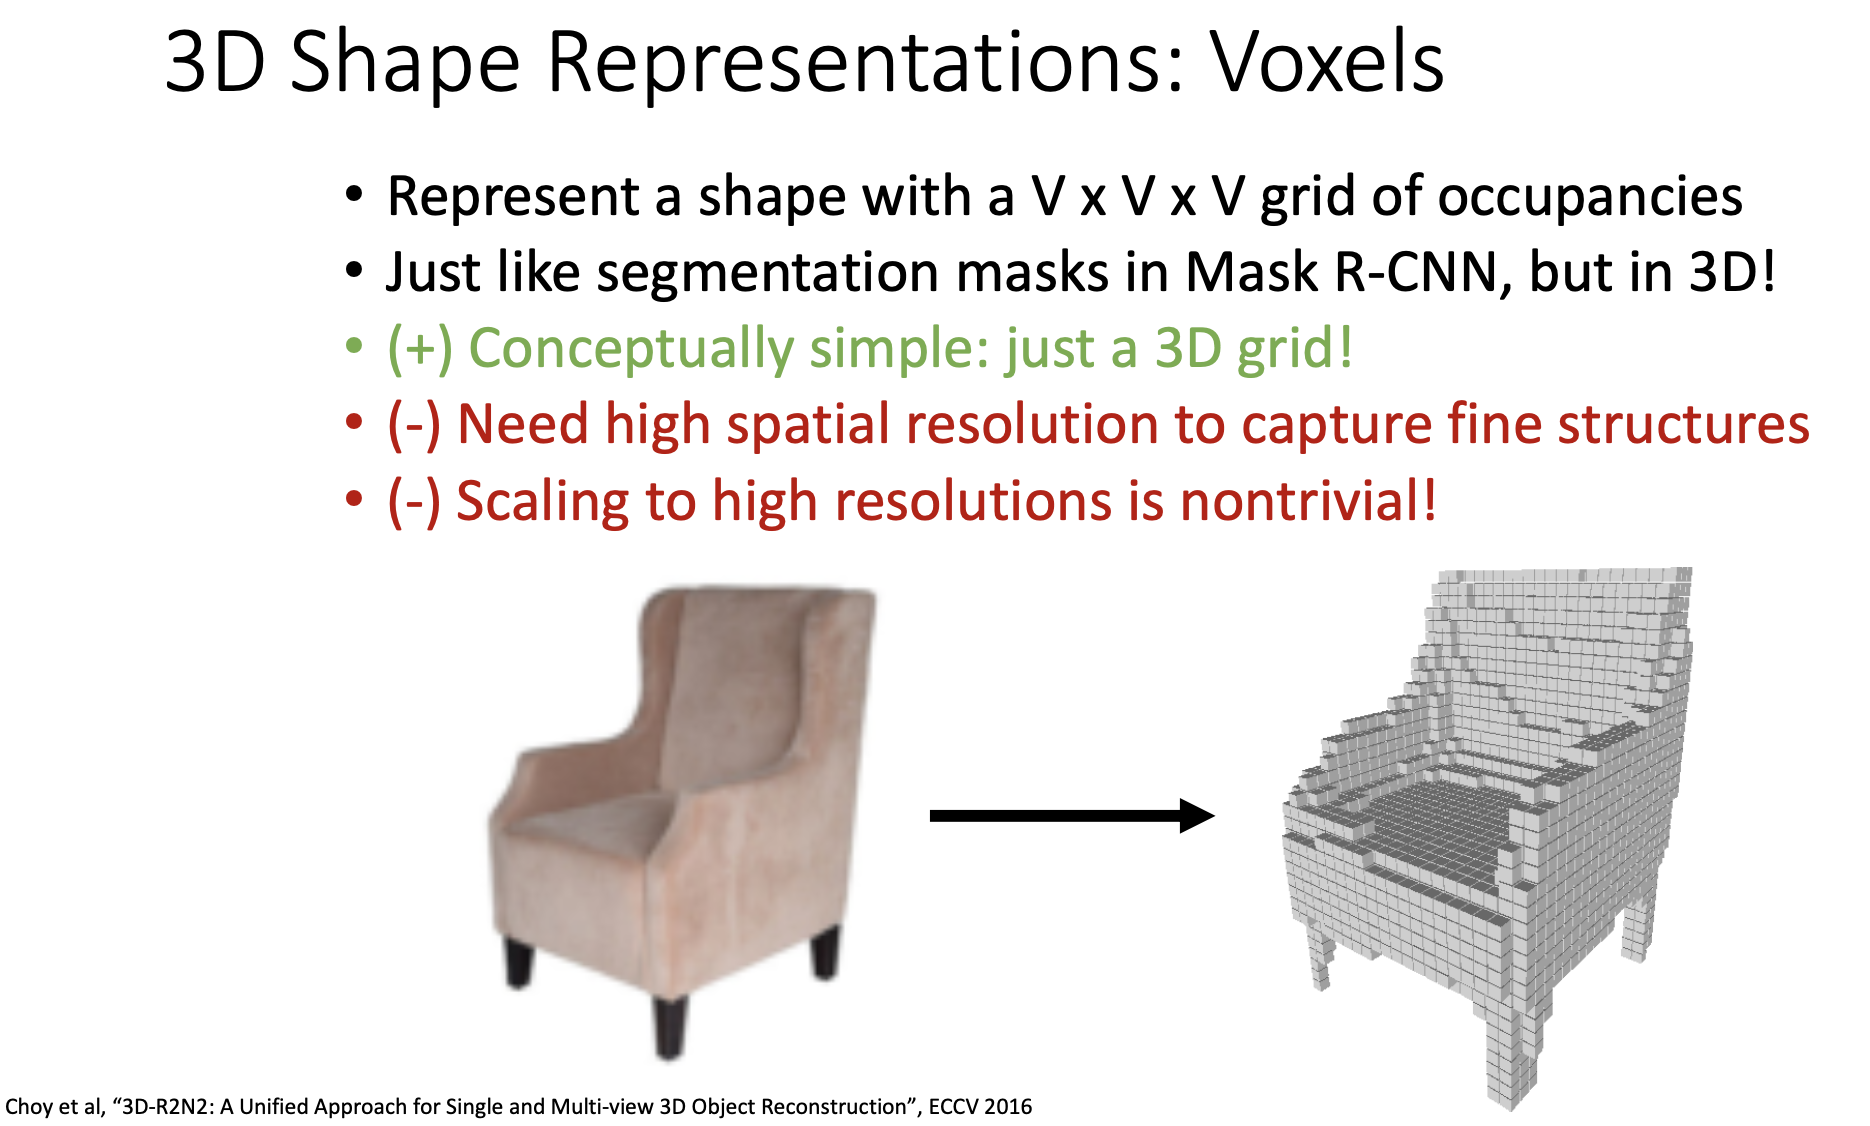 3D Shape Representations: Voxels
• Represent a shape with a V x V x V grid of occupancies
• Just like segmentation masks in Mask R-CNN, but in 3D!
• (+) Conceptually simple: just a 3D grid!
• (-) Need high spatial resolution to capture fine structures
• (-) Scaling to high resolutions is nontrivial!
Choy et al, “3D-R2N2: A Unified Approach for Single and Multi-view 3D Object Reconstruction”, ECCV 2016